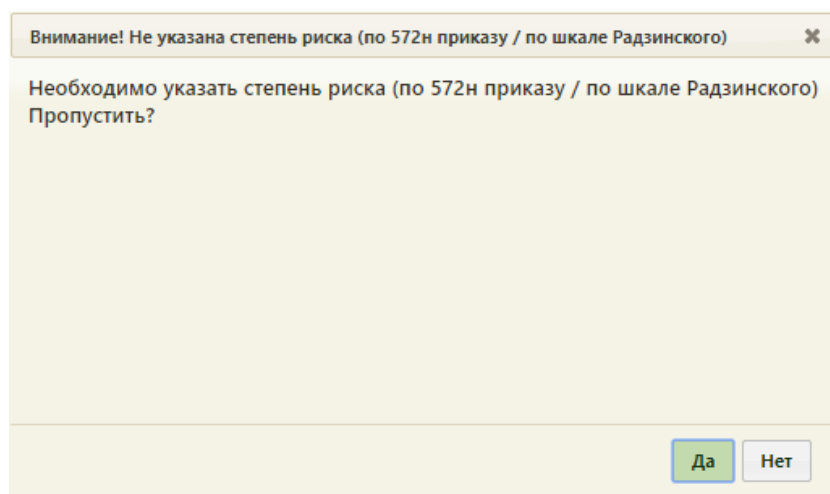 Внимание! Не указана степень риска (по 572н приказу / по шкале Радзинского)
Необходимо указать степень риска (по 572н приказу / по шкале Радзинского)
Пропустить?
Да Нет